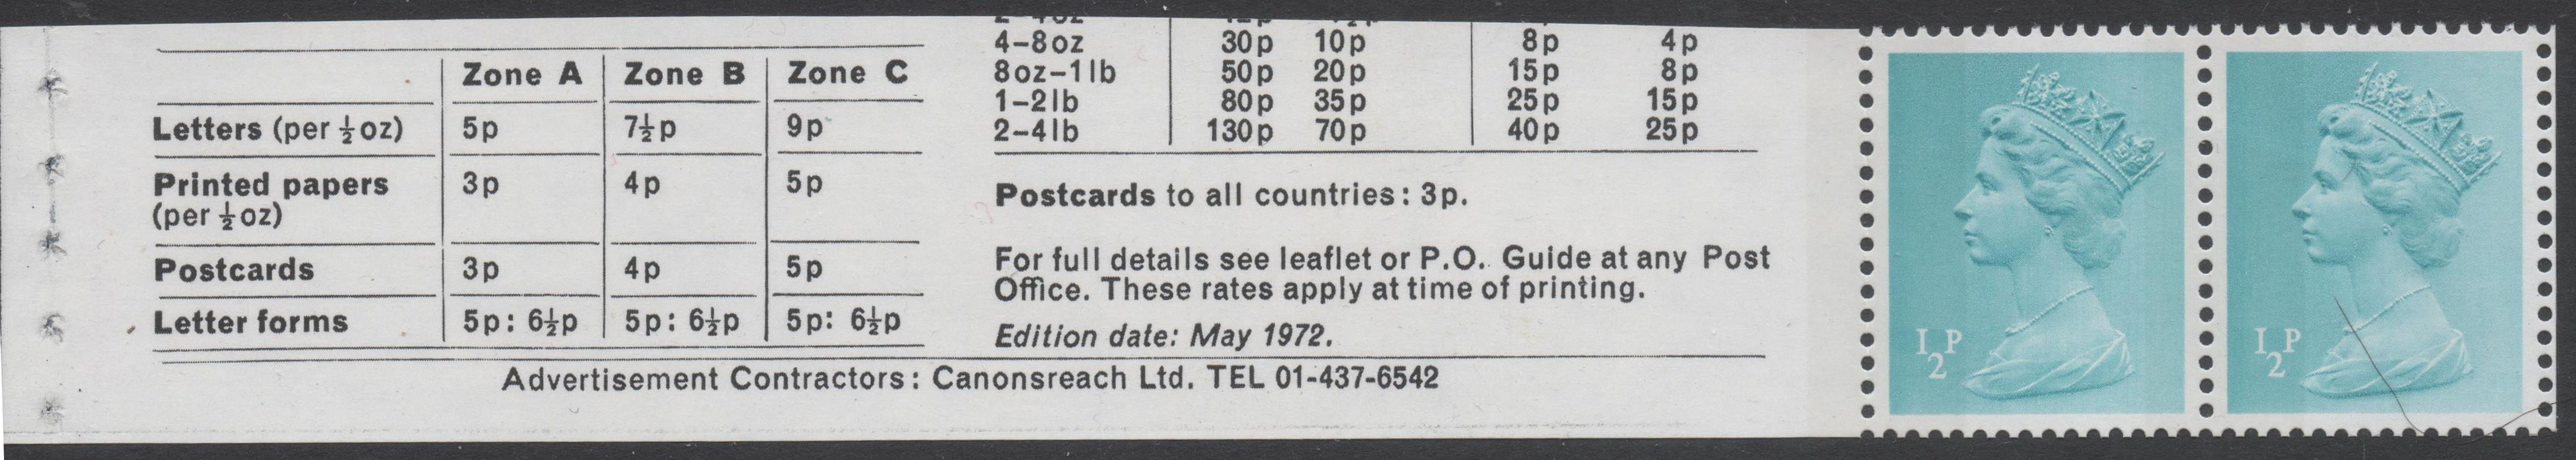 Zone A Zone B Zone C
Letters (per ½oz) 5p 7½p 9p
Printed papers 3p 4p 5p
(per ½oz)
Postcards 3p 4p 5p
Letter forms 5p: 6½p 5p: 6½p 5p: 6½p
4–8oz 30p 10p 8p 4p
8oz–1lb 50p 20p 15p 8p
1–2lb 80p 35p 25p 15p
2–4lb 130p 70p 40p 25p
Postcards to all countries: 3p.
For full details see leaflet or P.O. Guide at any Post
Office. These rates apply at time of printing.
Edition date: May 1972.
Advertisement Contractors: Canonsreach Ltd. TEL 01-437-6542
½P
½P